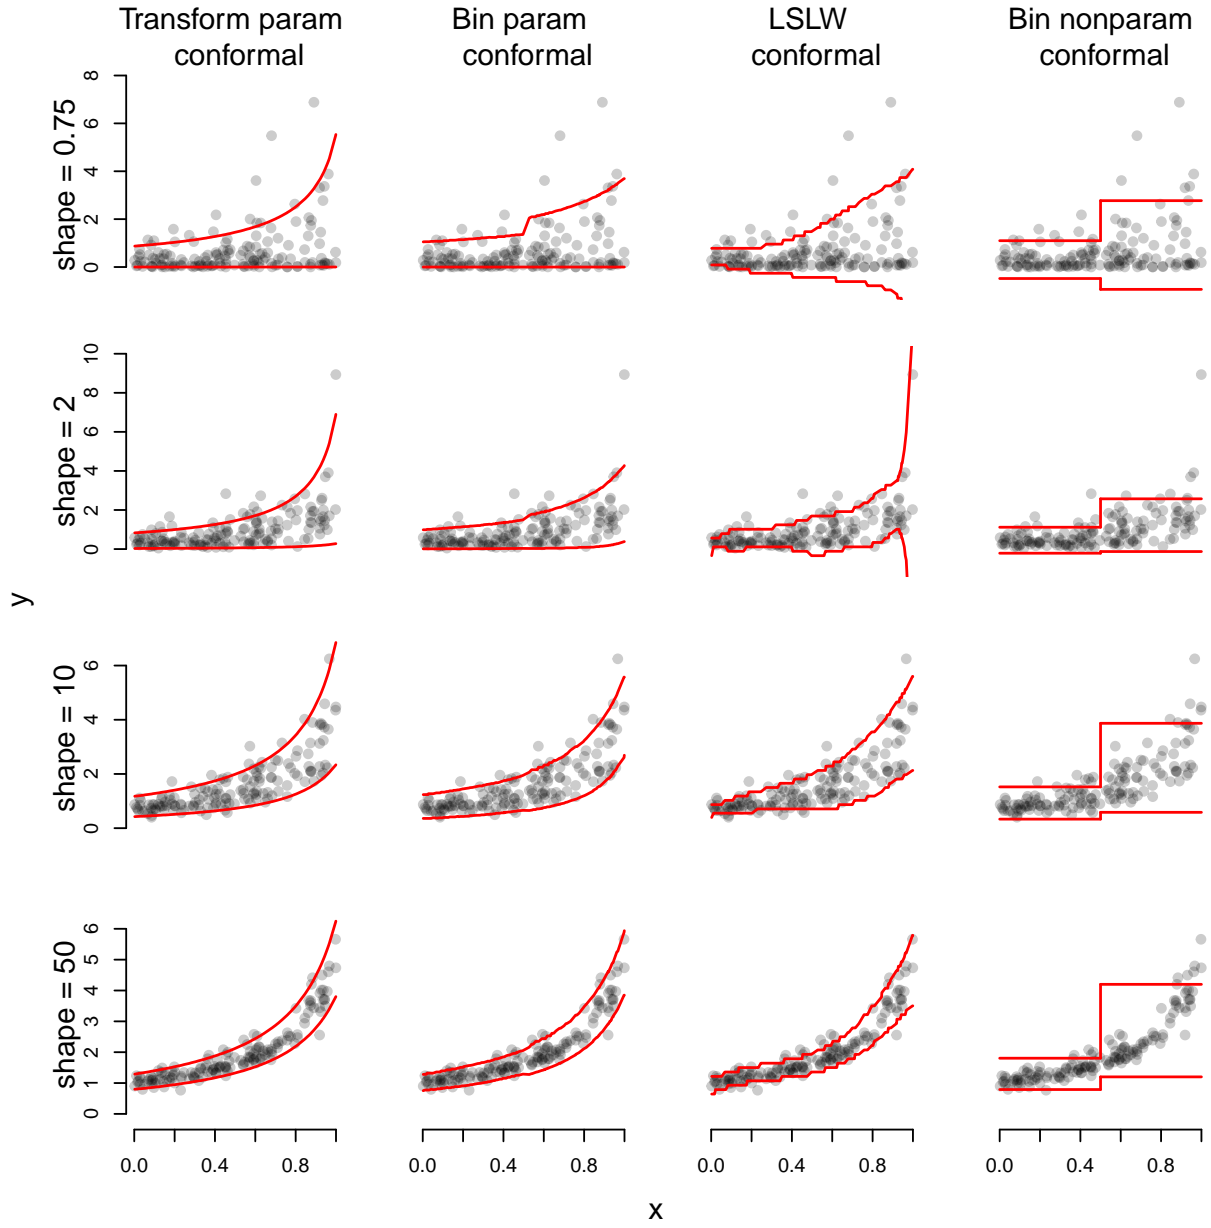 Transform param
conformal
Bin param
conformal
LSLW
conformal
Bin nonparam
conformal
shape = 0.75
0 2 4 6 8
shape = 2
0 2 4 6 8 10
y
shape = 10
0 2 4 6
shape = 50
0 1 2 3 4 5 6
0.0 0.4 0.8
0.0 0.4 0.8
0.0 0.4 0.8
0.0 0.4 0.8
x